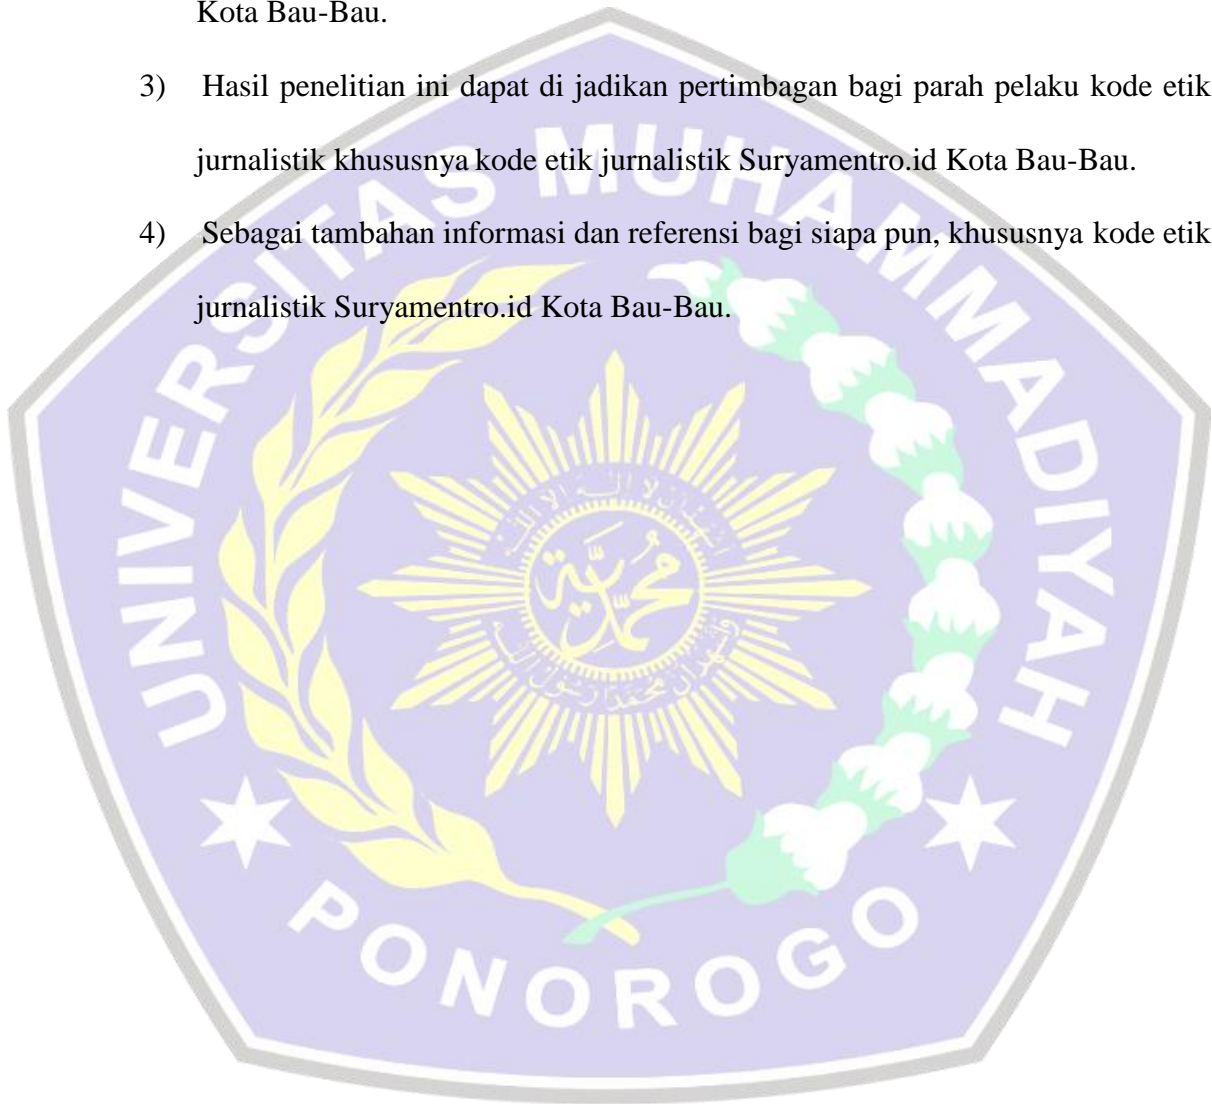 Kota Bau-Bau.
3) Hasil penelitian ini dapat di jadikan pertimbagan bagi parah pelaku kode etik
jurnalistik khususnya kode etik jurnalistik Suryamentro.id Kota Bau-Bau.
4) Sebagai tambahan informasi dan referensi bagi siapa pun, khususnya kode etik
jurnalistik Suryamentro.id Kota Bau-Bau.
UNIVERSITAS MUHAMMADIYAH
محمدية
PONOROGO